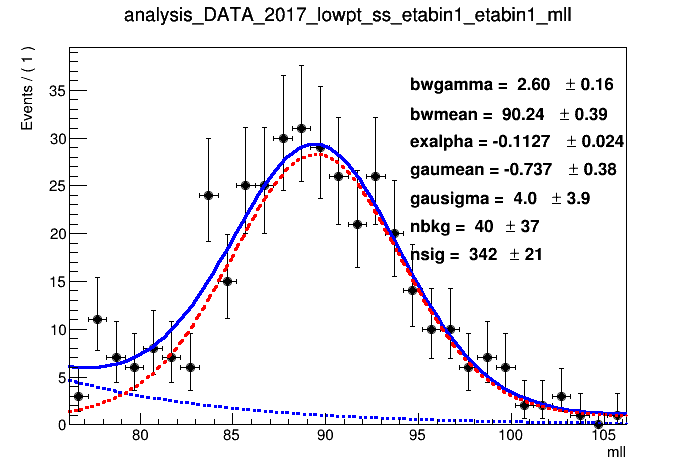 analysis_DATA_2017_lowpt_ss_etabin1_etabin1_mll
Events / ( 1 )
35
30
25
20
15
10
5
0
bwgamma = 2.60 ± 0.16
bwmean = 90.24 ± 0.39
exalpha = -0.1127 ± 0.024
gaumean = -0.737 ± 0.38
gausigma = 4.0 ± 3.9
nbkg = 40 ± 37
nsig = 342 ± 21
80 85 90 95 100 105
mll